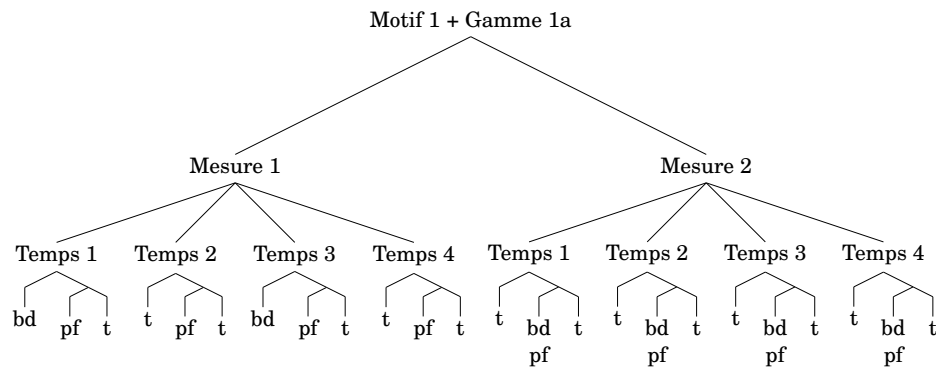 Motif 1 + Gamme 1a
Mesure 1 Mesure 2
Temps 1 Temps 2 Temps 3 Temps 4 Temps 1 Temps 2 Temps 3 Temps 4
bd pf t t pf t bd pf t t pf t t bd t t bd t t bd t t bd t
pf pf pf pf